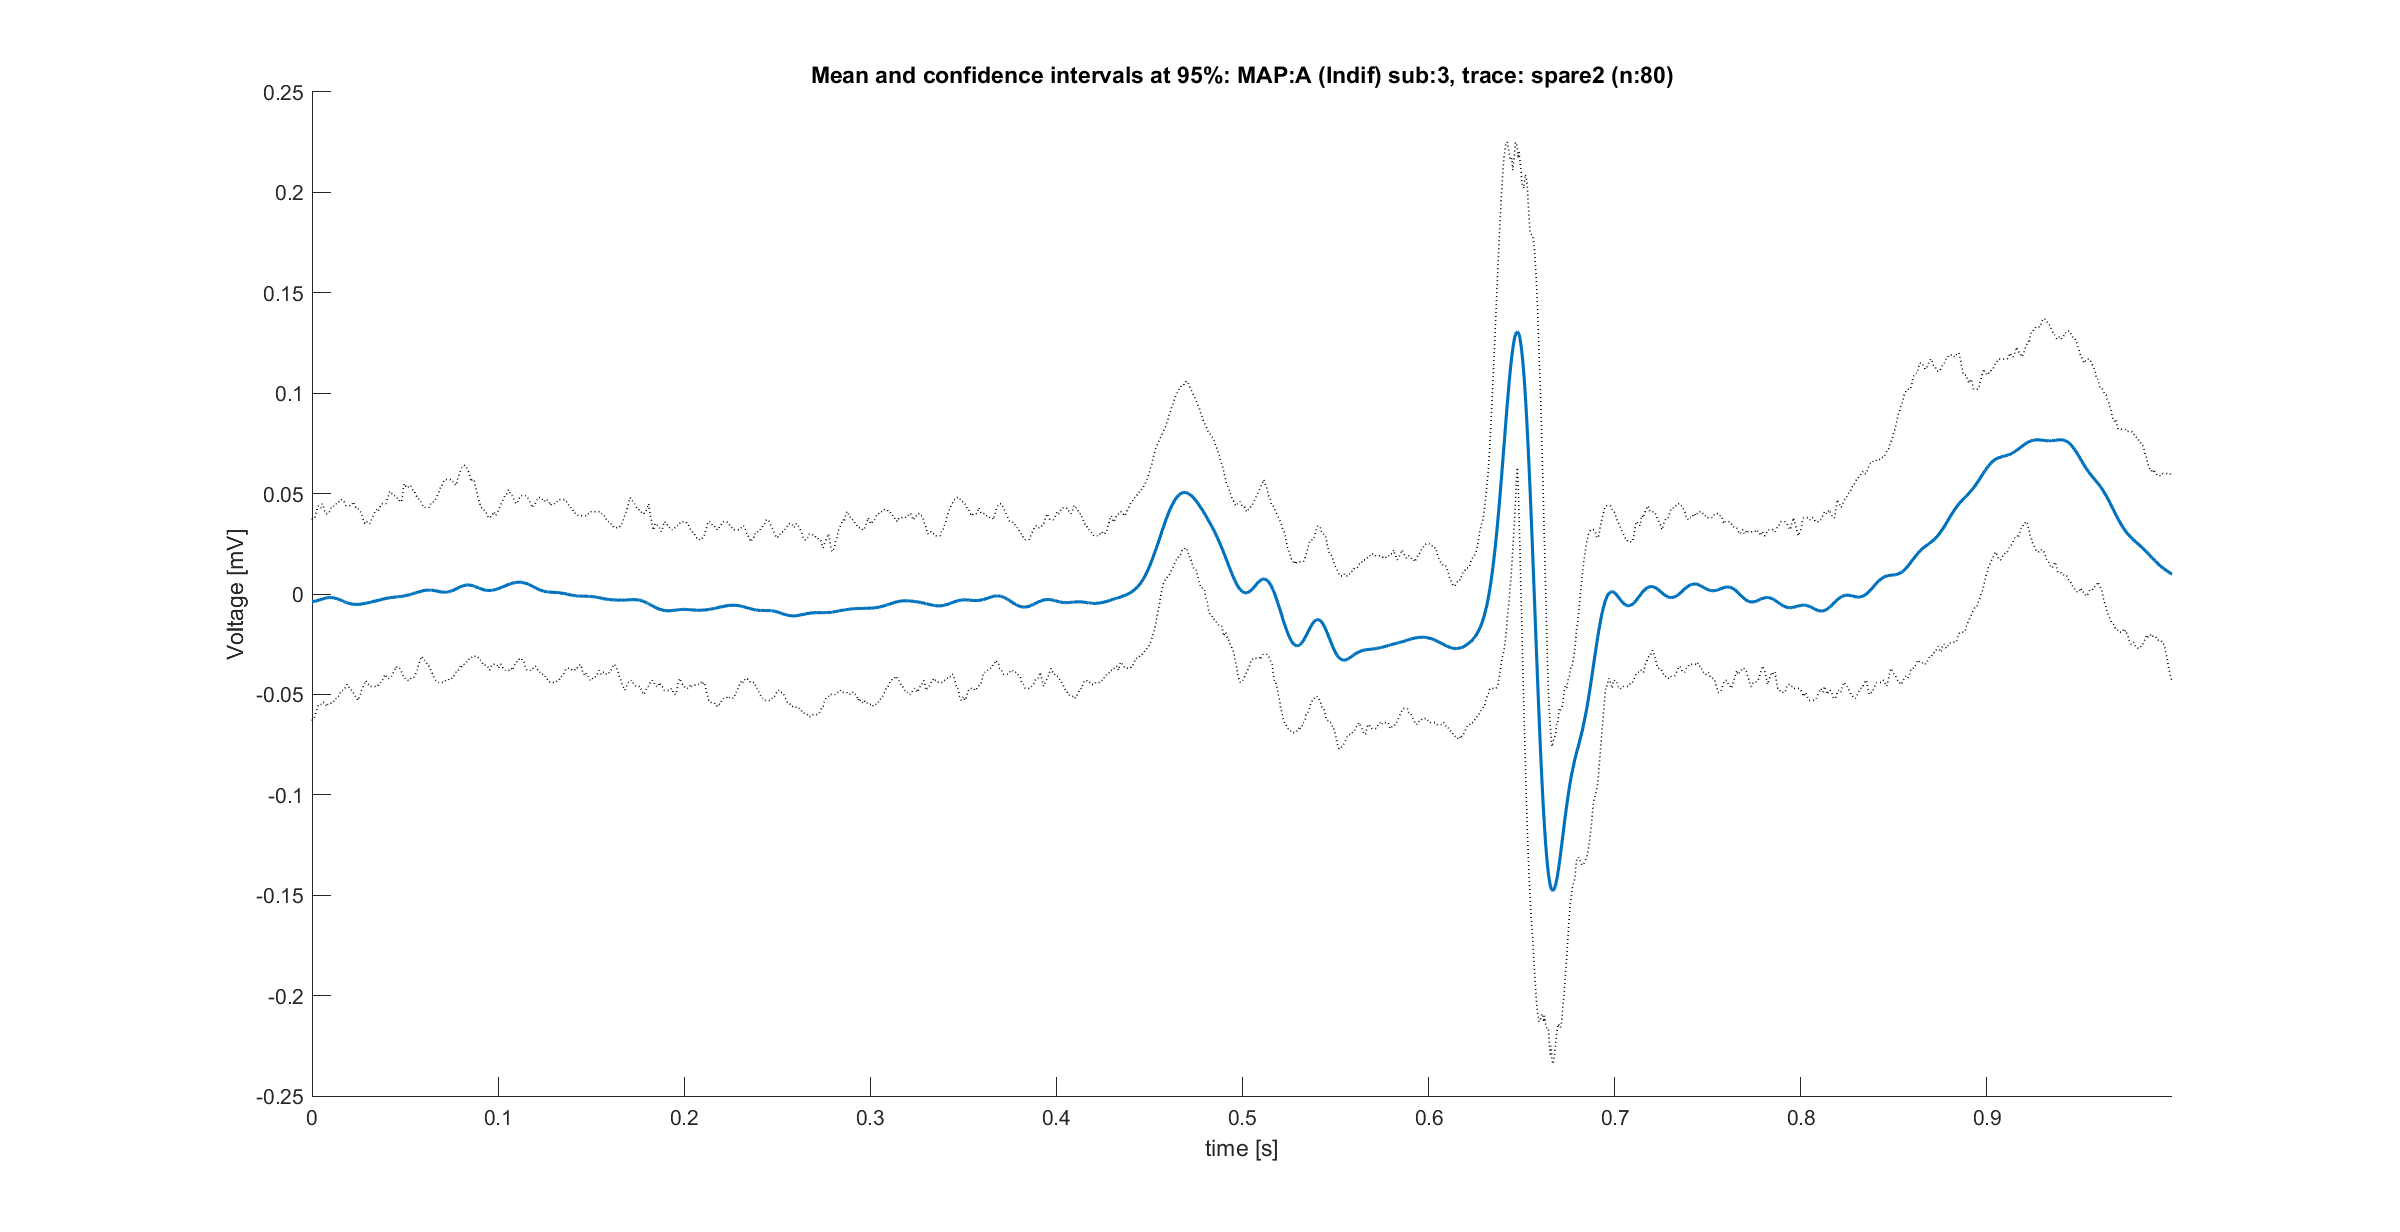 Mean and confidence intervals at 95%: MAP:A (Indif) sub:3, trace: spare2 (n:80)
0.25
0.2
0.15
0.1
0.05
0
-0.05
-0.1
-0.15
-0.2
-0.25
Voltage [mV]
0 0.1 0.2 0.3 0.4 0.5 0.6 0.7 0.8 0.9
time [s]